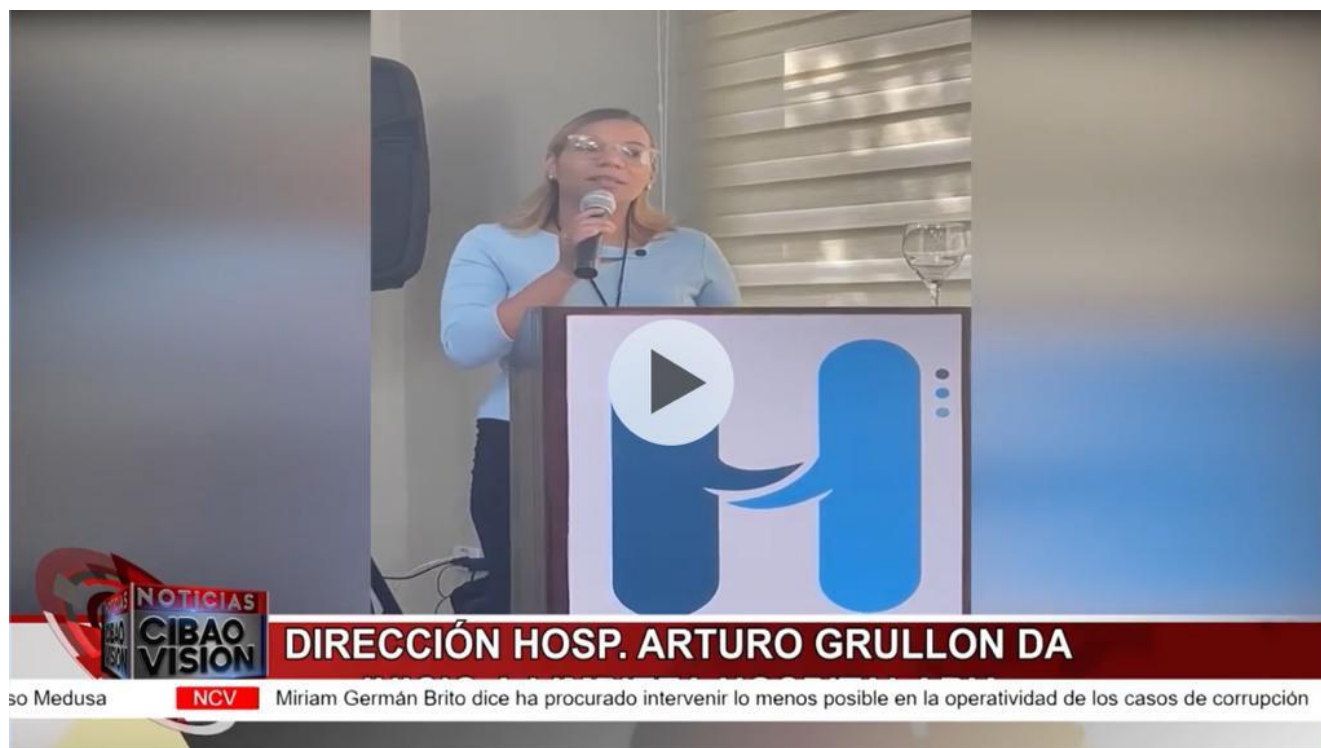 NOTICIAS
CIBAO
VISION
DIRECCIÓN HOSP. ARTURO GRULLON DA
so Medusa
NCV
Miriam Germán Brito dice ha procurado intervenir lo menos posible en la operatividad de los casos de corrupción